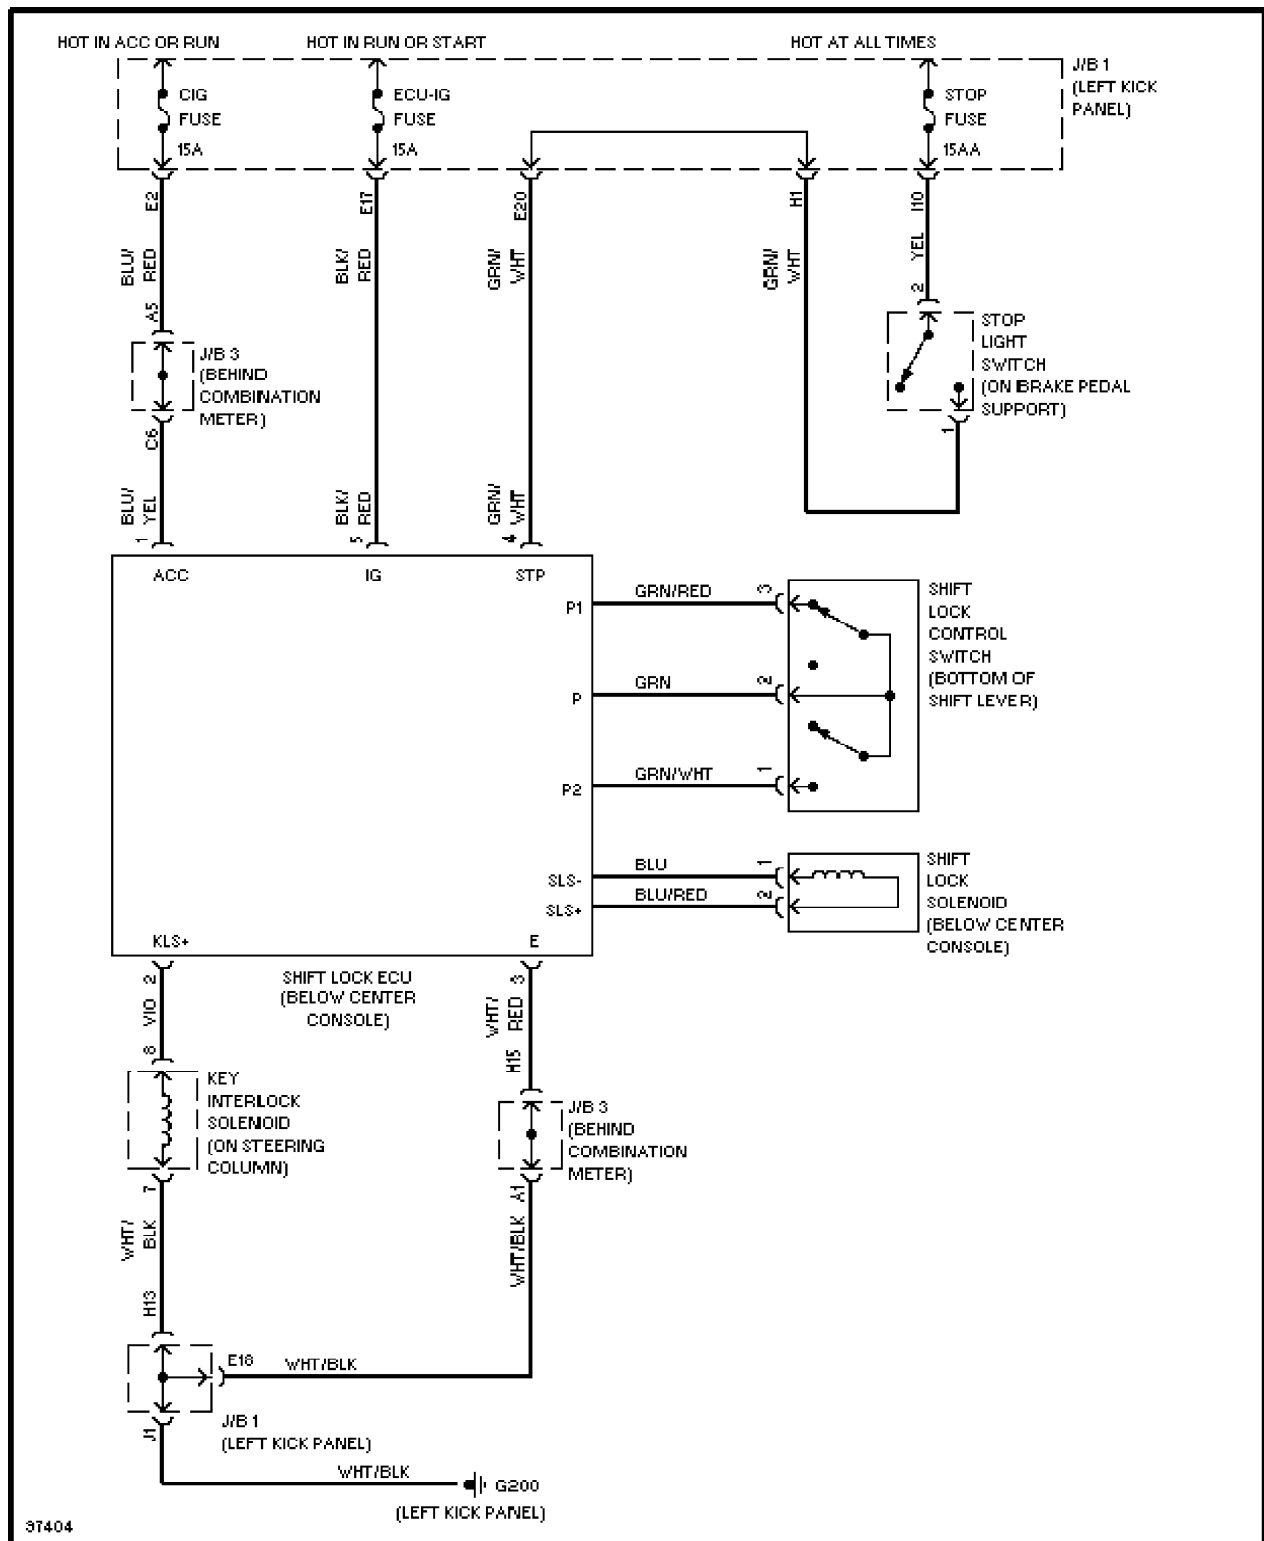 HOT IN ACC OR RUN
HOT IN RUN OR START
HOT AT ALL TIMES
J/B 1
(LEFT KICK
PANEL)
CIG
FUSE
15A
ECU-IG
FUSE
15A
STOP
FUSE
15AA
E2
E17
E20
H1
I10
BLU/
RED
BLK/
RED
GRN/
WHT
GRN/
WHT
YEL
A5
2
STOP
LIGHT
SWITCH
(ON BRAKE PEDAL
SUPPORT)
1
J/B 3
(BEHIND
COMBINATION
METER)
C6
BLU/
YEL
BLK/
RED
GRN/
WHT
1
5
4
ACC
IG
STP
P1
GRN/RED
3
P
GRN
2
P2
GRN/WHT
1
SHIFT
LOCK
CONTROL
SWITCH
(BOTTOM OF
SHIFT LEVER)
SLS-
BLU
1
SLS+
BLU/RED
2
SHIFT
LOCK
SOLENOID
(BELOW CENTER
CONSOLE)
KLS+
E
SHIFT LOCK ECU
(BELOW CENTER
CONSOLE)
2
VIO
8
3
WHT/
RED
H15
KEY
INTERLOCK
SOLENOID
(ON STEERING
COLUMN)
J/B 3
(BEHIND
COMBINATION
METER)
7
WHT/
BLK
H13
A1
WHT/BLK
E18
WHT/BLK
J/B 1
(LEFT KICK PANEL)
J1
WHT/BLK
G200
(LEFT KICK PANEL)
97404